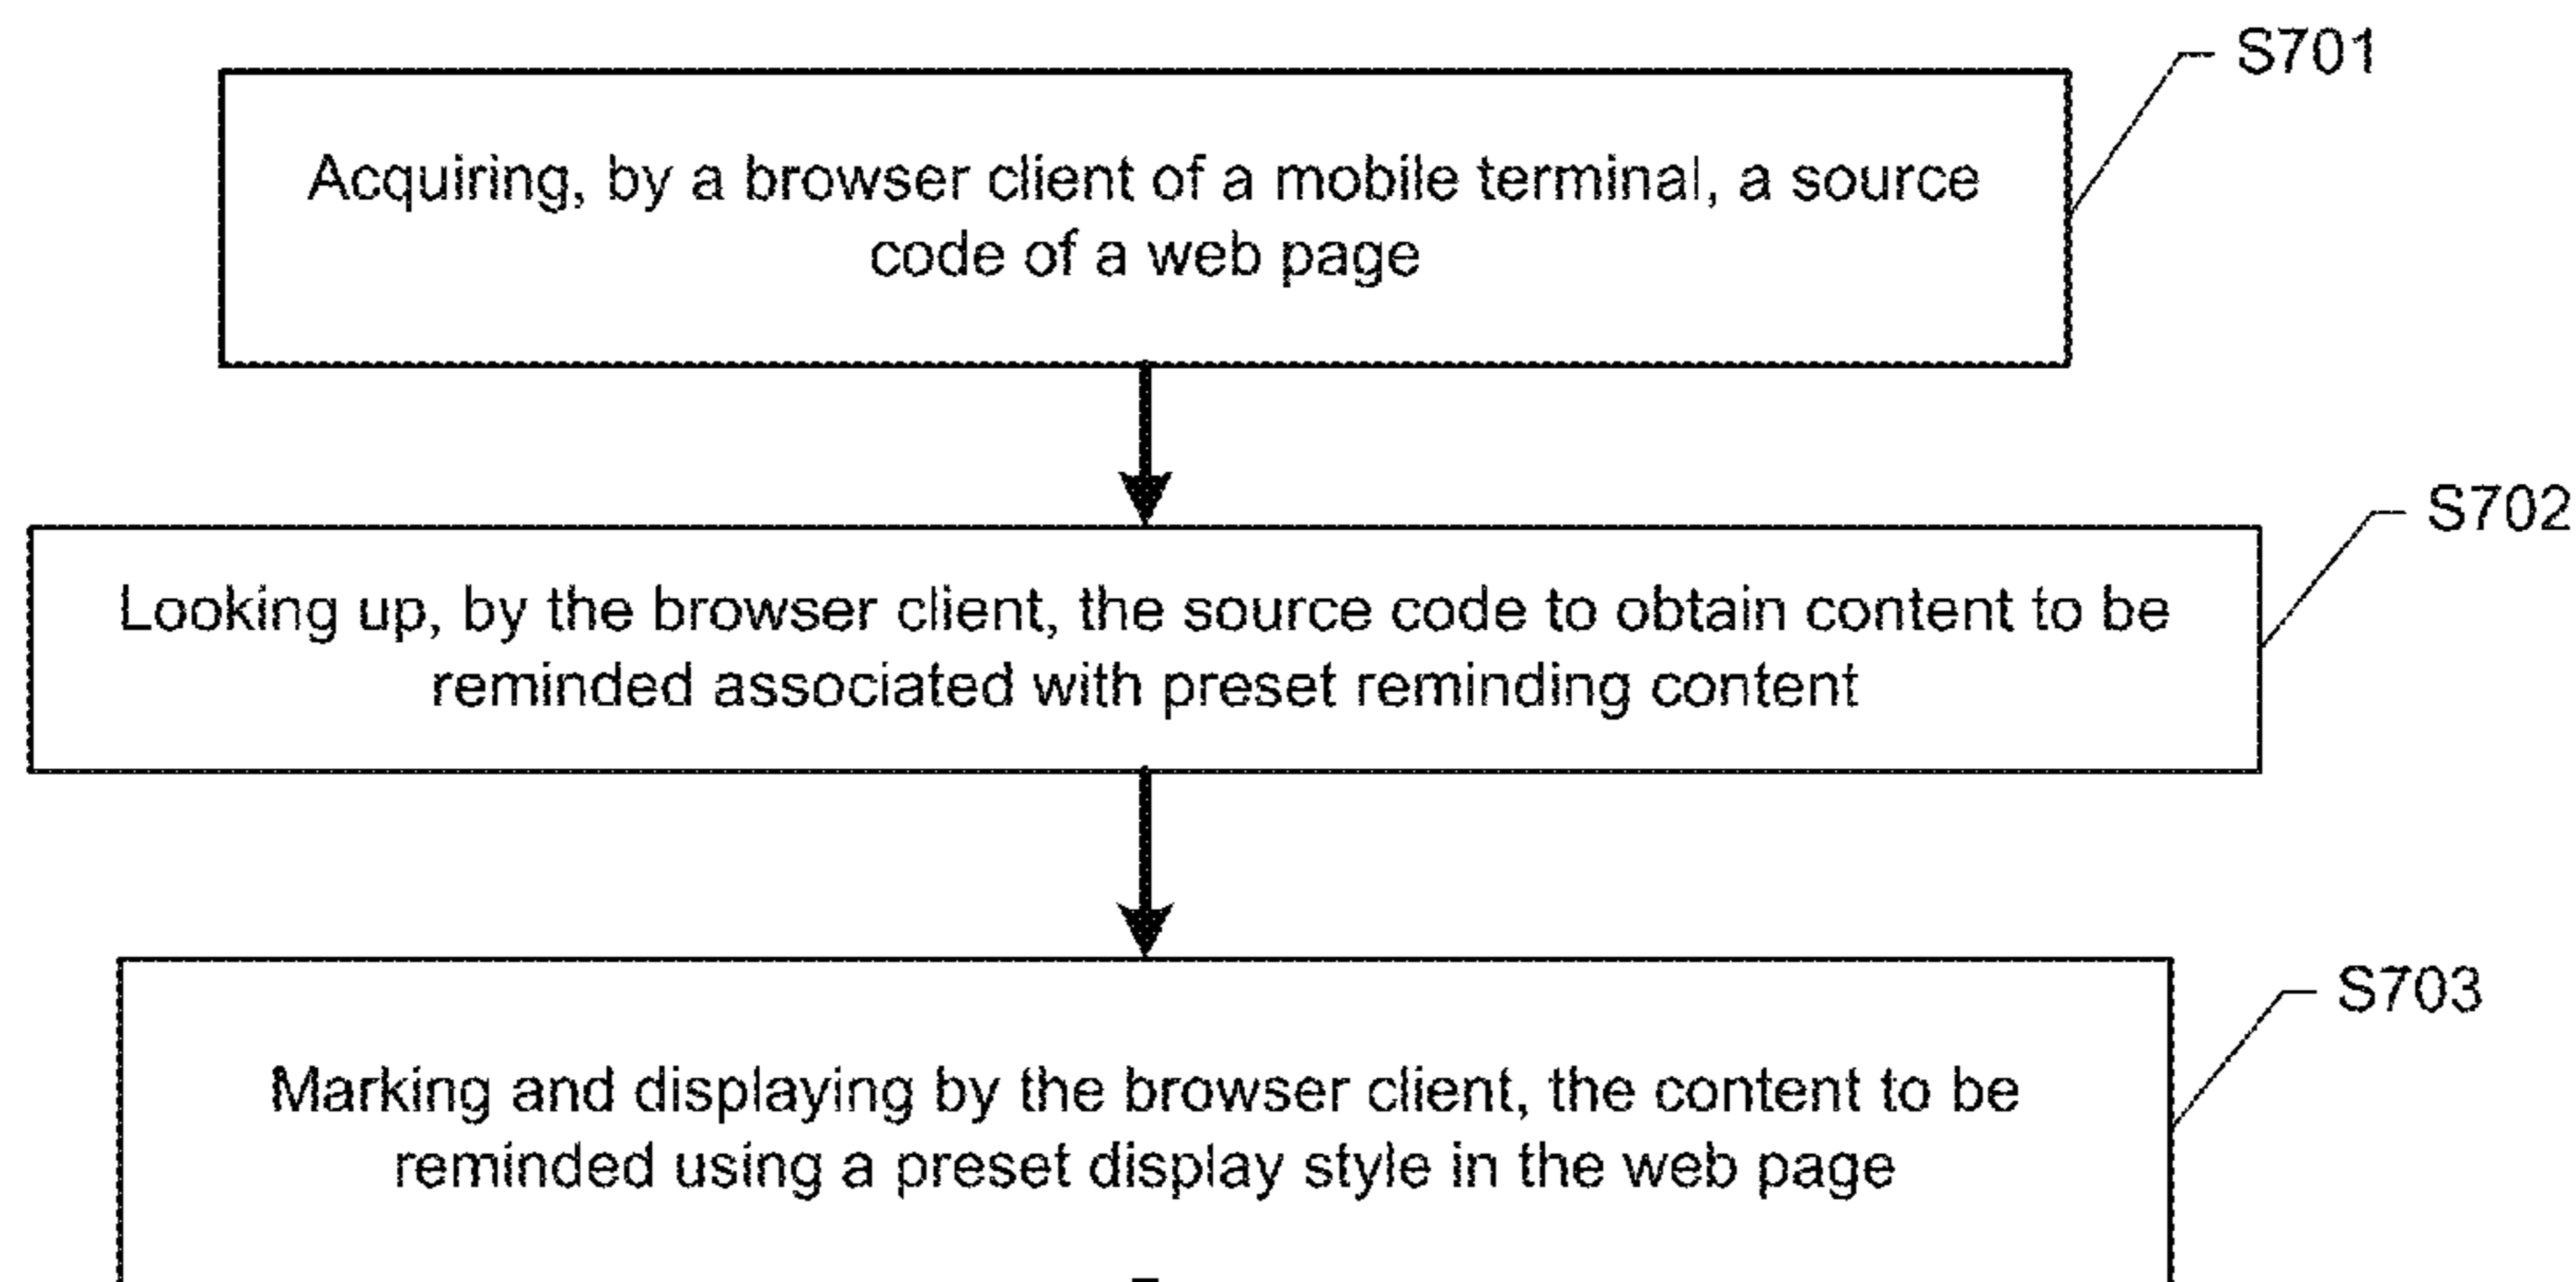 S701
Acquiring, by a browser client of a mobile terminal, a source
code of a web page
S702
Looking up, by the browser client, the source code to obtain content to be
reminded associated with preset reminding content
S703
Marking and displaying by the browser client, the content to be
reminded using a preset display style in the web page